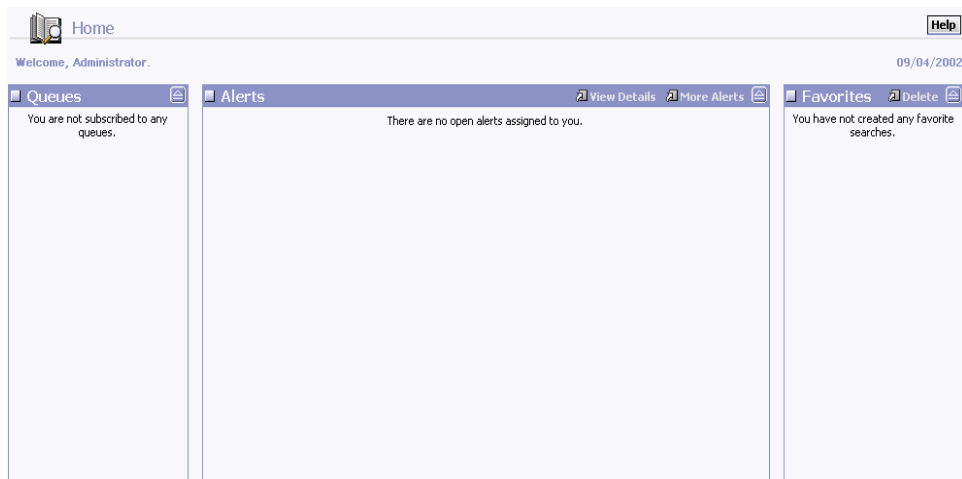 Home
Help
Welcome, Administrator.
09/04/2002
Queues
You are not subscribed to any
queues.
Alerts
View Details
More Alerts
There are no open alerts assigned to you.
Favorites
Delete
You have not created any favorite
searches.